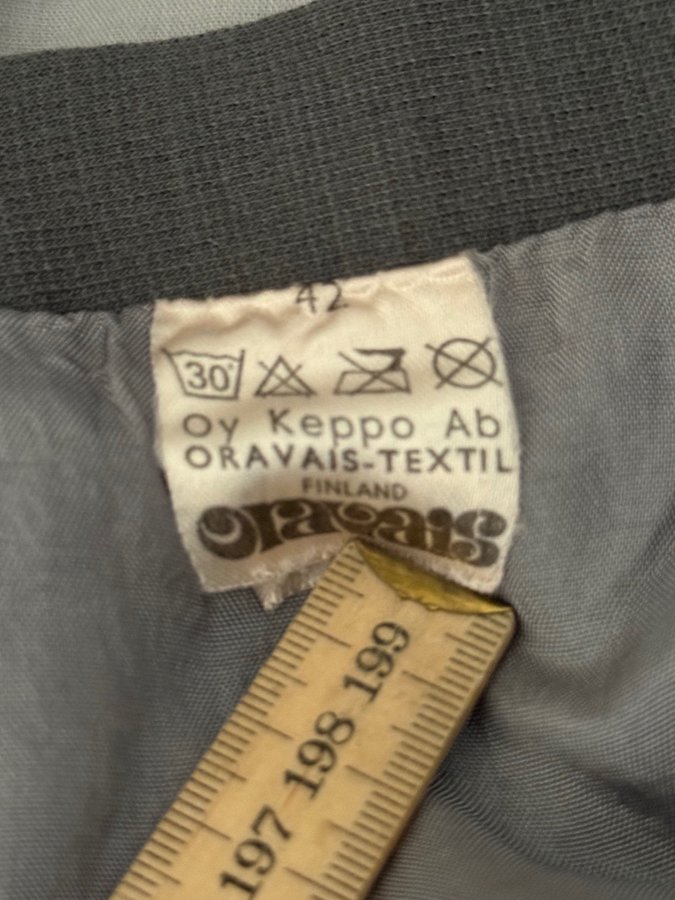 42
30°
Oy Keppo Ab
ORAVAIS-TEXTIL
FINLAND
Oravais
199
198
197